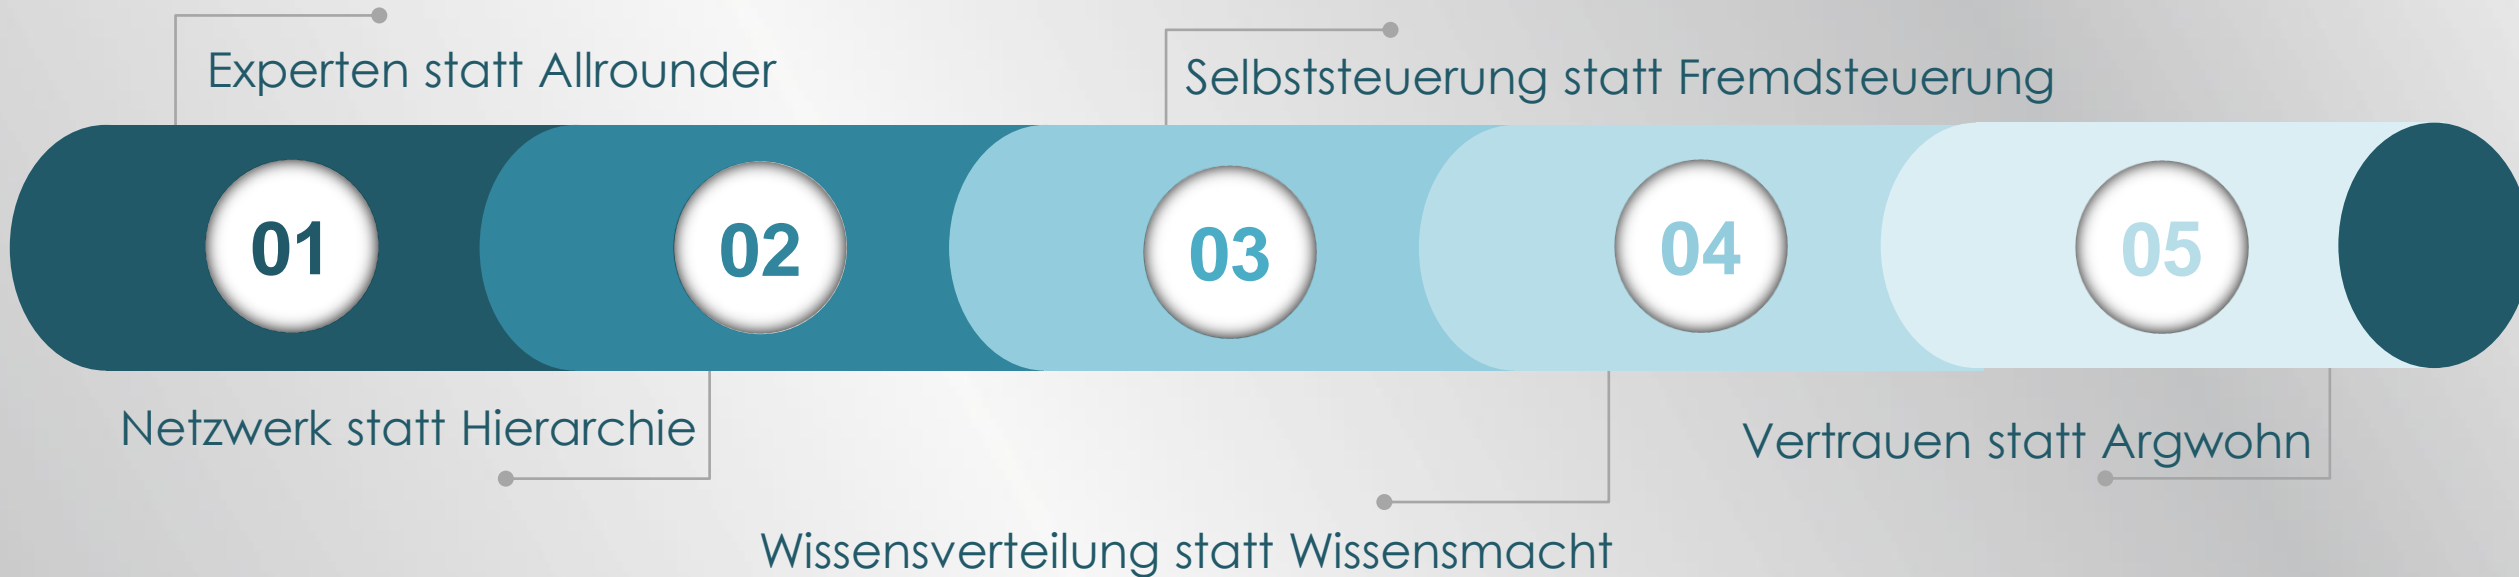 Experten statt Allrounder
Selbststeuerung statt Fremdsteuerung
01
02
03
04
05
Netzwerk statt Hierarchie
Vertrauen statt Argwohn
Wissensverteilung statt Wissensmacht